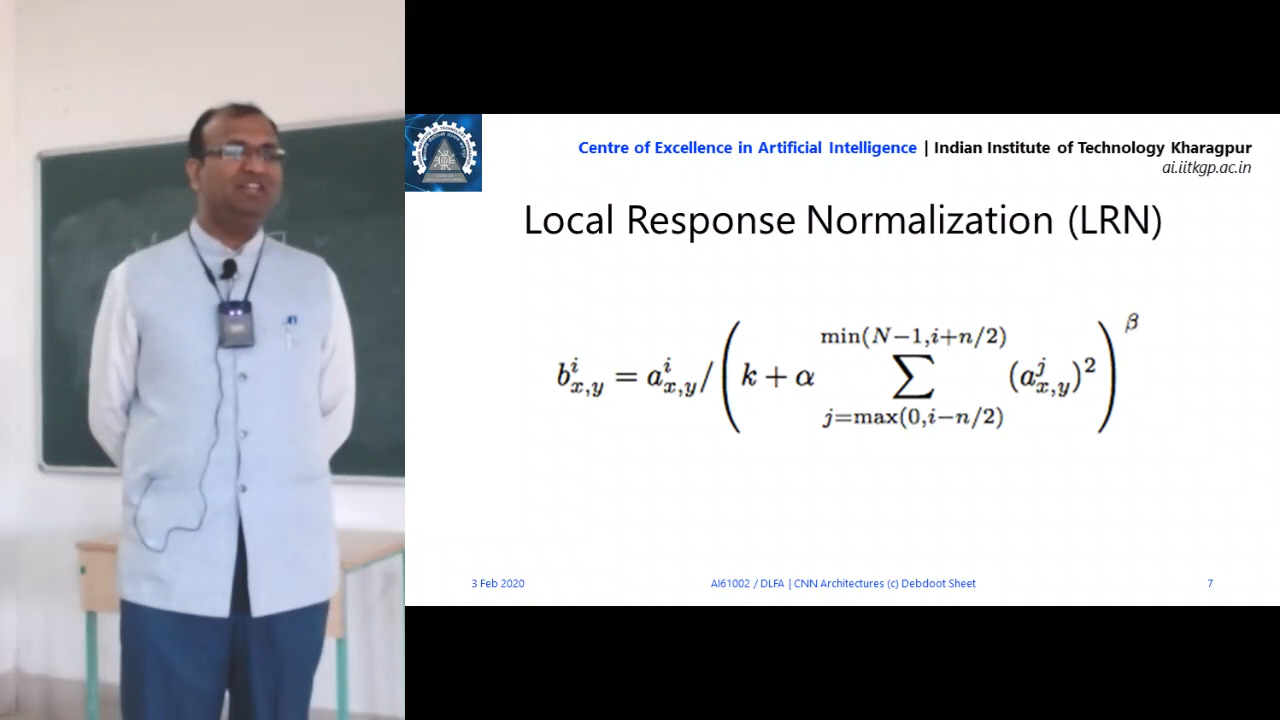 Centre of Excellence in Artificial Intelligence | Indian Institute of Technology Kharagpur
ai.iitkgp.ac.in
Local Response Normalization (LRN)
b^i_{x,y} = a^i_{x,y} / ( k + α ∑_{j=max(0,i−n/2)}^{min(N−1,i+n/2)} (a^j_{x,y})^2 )^β
3 Feb 2020
AI61002 / DLFA | CNN Architectures (c) Debdoot Sheet
7